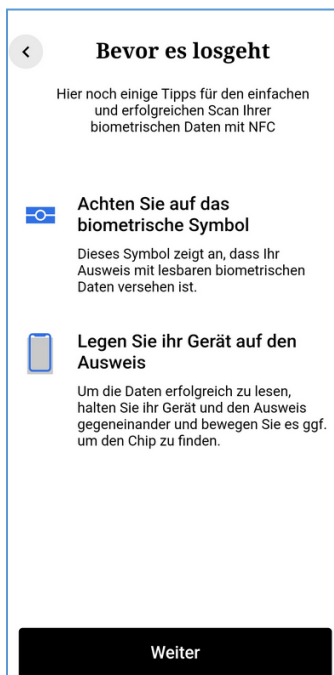 Bevor es losgeht
Hier noch einige Tipps für den einfachen
und erfolgreichen Scan Ihrer
biometrischen Daten mit NFC
Achten Sie auf das
biometrische Symbol
Dieses Symbol zeigt an, dass Ihr
Ausweis mit lesbaren biometrischen
Daten versehen ist.
Legen Sie ihr Gerät auf den
Ausweis
Um die Daten erfolgreich zu lesen,
halten Sie ihr Gerät und den Ausweis
gegeneinander und bewegen Sie es ggf.
um den Chip zu finden.
Weiter